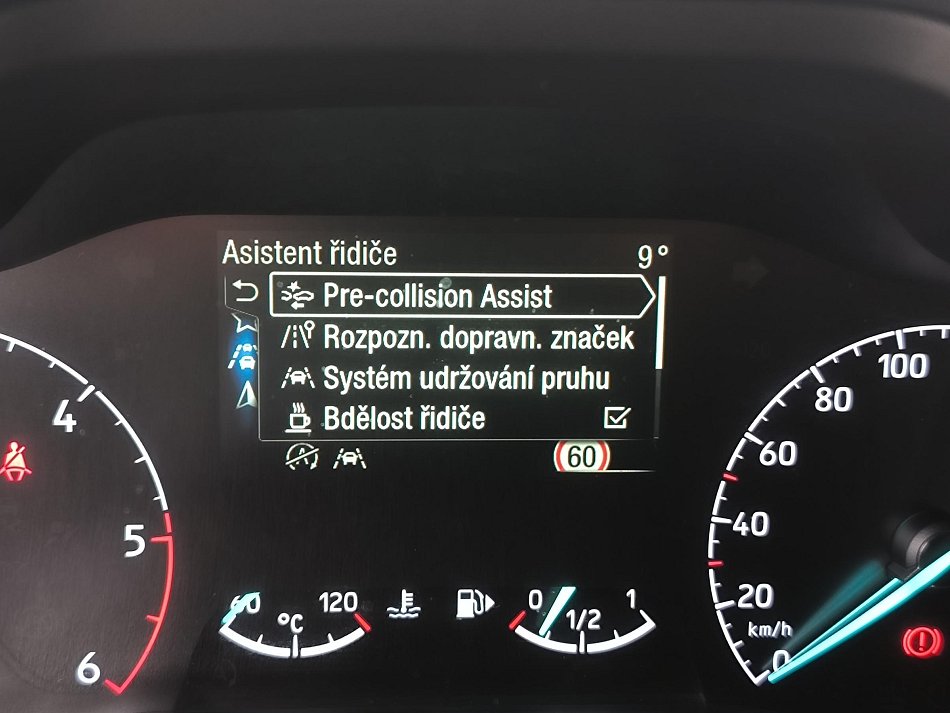 Asistent řidiče 9°
Pre-collision Assist
Rozpozn. dopravn. značek
Systém udržování pruhu
Bdělost řidiče
60
4
5
6
60 °C 120
0 1/2 1
0 20 40 60 80 100
km/h